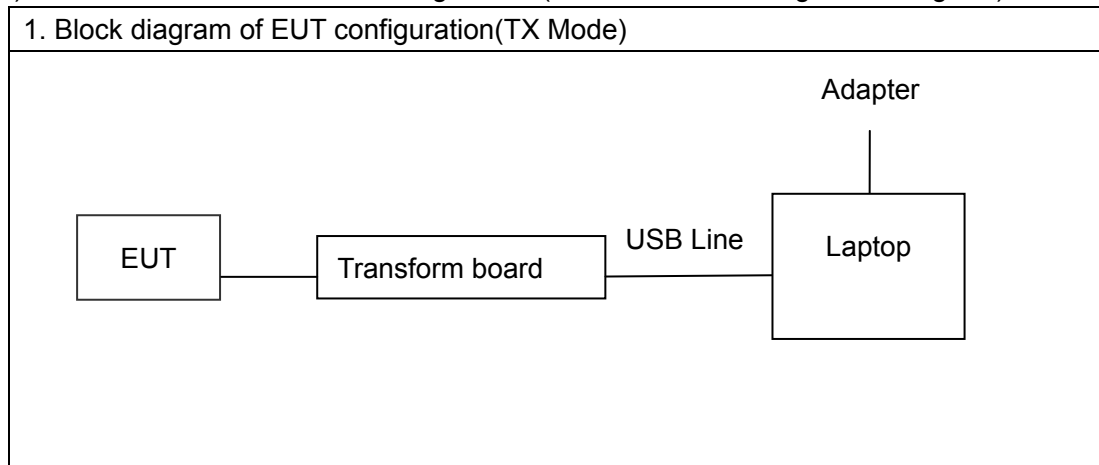 1. Block diagram of EUT configuration(TX Mode)
Adapter
EUT
Transform board
USB Line
Laptop